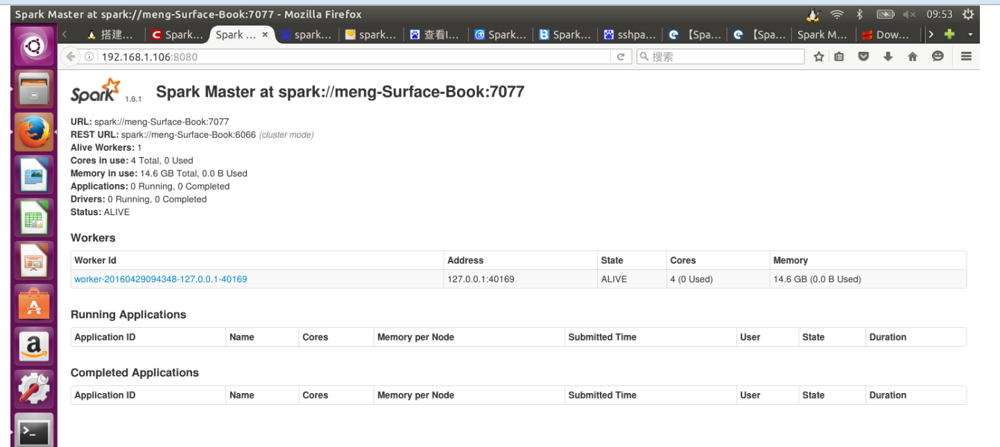 Spark Master at spark://meng-Surface-Book:7077 - Mozilla Firefox 09:53
搭建... Spark... Spark ... × spark... spark... 查看I... Spark... Spark... sshpa... 【Spa... 【Spa... Spark M... Dow...
192.168.1.106:8080 搜索
Spark 1.6.1 Spark Master at spark://meng-Surface-Book:7077
URL: spark://meng-Surface-Book:7077
REST URL: spark://meng-Surface-Book:6066 (cluster mode)
Alive Workers: 1
Cores in use: 4 Total, 0 Used
Memory in use: 14.6 GB Total, 0.0 B Used
Applications: 0 Running, 0 Completed
Drivers: 0 Running, 0 Completed
Status: ALIVE
Workers
Worker Id Address State Cores Memory
worker-20160429094348-127.0.0.1-40169 127.0.0.1:40169 ALIVE 4 (0 Used) 14.6 GB (0.0 B Used)
Running Applications
Application ID Name Cores Memory per Node Submitted Time User State Duration
Completed Applications
Application ID Name Cores Memory per Node Submitted Time User State Duration